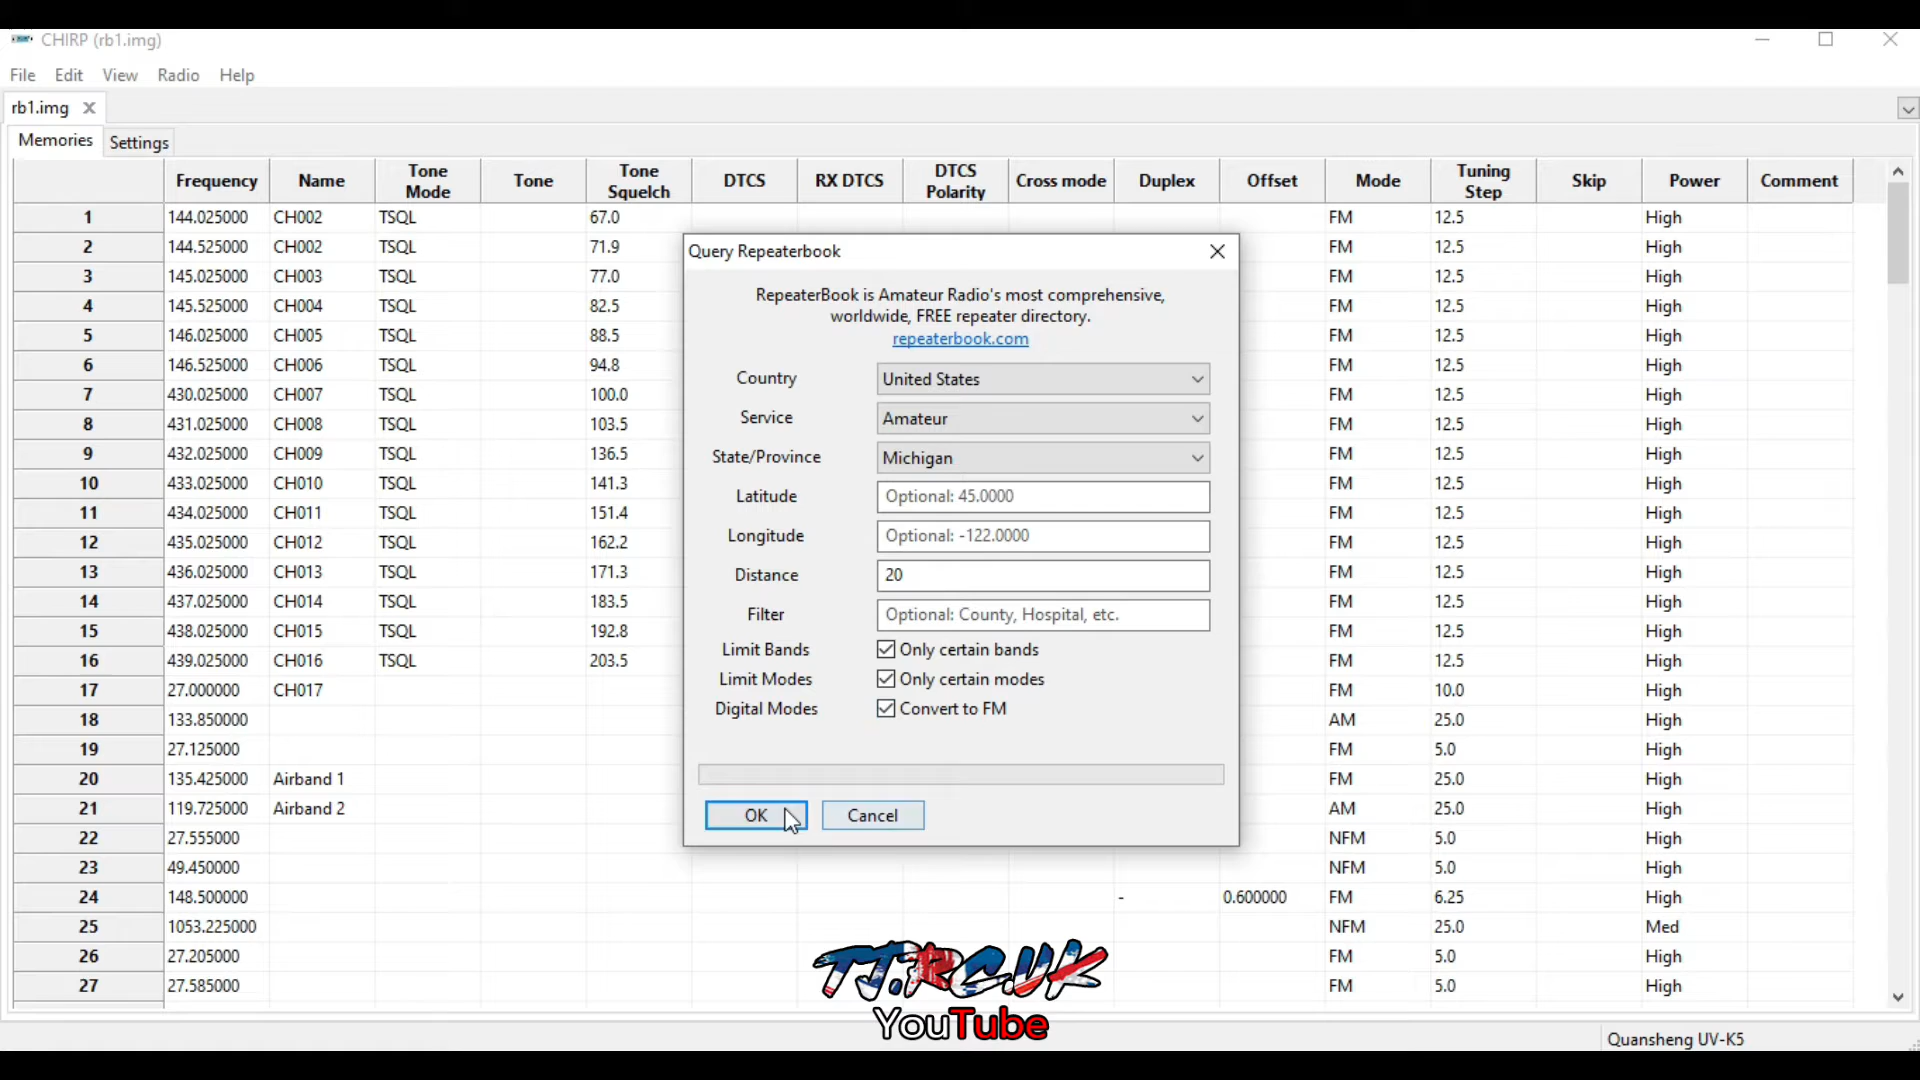 CHIRP (rb1.img)
File Edit View Radio Help
rb1.img
Memories Settings
Frequency Name Tone Mode Tone Tone Squelch DTCS RX DTCS DTCS Polarity Cross mode Duplex Offset Mode Tuning Step Skip Power Comment
1 144.025000 CH002 TSQL 67.0 FM 12.5 High
2 144.525000 CH002 TSQL 71.9 FM 12.5 High
3 145.025000 CH003 TSQL 77.0 FM 12.5 High
4 145.525000 CH004 TSQL 82.5 FM 12.5 High
5 146.025000 CH005 TSQL 88.5 FM 12.5 High
6 146.525000 CH006 TSQL 94.8 FM 12.5 High
7 430.025000 CH007 TSQL 100.0 FM 12.5 High
8 431.025000 CH008 TSQL 103.5 FM 12.5 High
9 432.025000 CH009 TSQL 136.5 FM 12.5 High
10 433.025000 CH010 TSQL 141.3 FM 12.5 High
11 434.025000 CH011 TSQL 151.4 FM 12.5 High
12 435.025000 CH012 TSQL 162.2 FM 12.5 High
13 436.025000 CH013 TSQL 171.3 FM 12.5 High
14 437.025000 CH014 TSQL 183.5 FM 12.5 High
15 438.025000 CH015 TSQL 192.8 FM 12.5 High
16 439.025000 CH016 TSQL 203.5 FM 12.5 High
17 27.000000 CH017 FM 10.0 High
18 133.850000 AM 25.0 High
19 27.125000 FM 5.0 High
20 135.425000 Airband 1 FM 25.0 High
21 119.725000 Airband 2 AM 25.0 High
22 27.555000 NFM 5.0 High
23 49.450000 NFM 5.0 High
24 148.500000 - 0.600000 FM 6.25 High
25 1053.225000 NFM 25.0 Med
26 27.205000 FM 5.0 High
27 27.585000 FM 5.0 High
Query Repeaterbook
RepeaterBook is Amateur Radio's most comprehensive,
worldwide, FREE repeater directory.
repeaterbook.com
Country United States
Service Amateur
State/Province Michigan
Latitude Optional: 45.0000
Longitude Optional: -122.0000
Distance 20
Filter Optional: County, Hospital, etc.
Limit Bands Only certain bands
Limit Modes Only certain modes
Digital Modes Convert to FM
OK Cancel
TT.RC.UK
YouTube
Quansheng UV-K5